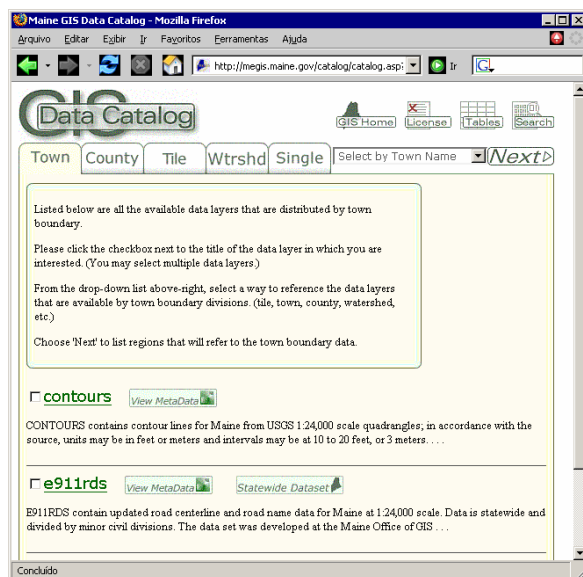 Maine GIS Data Catalog - Mozilla Firefox
Arquivo Editar Exibir Ir Favoritos Ferramentas Ajuda
http://megis.maine.gov/catalog/catalog.asp? Ir G
GIS
Data Catalog
GIS Home License Tables Search
Town County Tile Wtrshd Single Select by Town Name Next
Listed below are all the available data layers that are distributed by town
boundary.
Please click the checkbox next to the title of the data layer in which you are
interested. (You may select multiple data layers.)
From the drop-down list above-right, select a way to reference the data layers
that are available by town boundary divisions. (tile, town, county, watershed,
etc.)
Choose 'Next' to list regions that will refer to the town boundary data.
contours View MetaData
CONTOURS contains contour lines for Maine from USGS 1:24,000 scale quadrangles; in accordance with the
source, units may be in feet or meters and intervals may be at 10 to 20 feet, or 3 meters. . . .
e911rds View MetaData Statewide Dataset
E911RDS contain updated road centerline and road name data for Maine at 1:24,000 scale. Data is statewide and
divided by minor civil divisions. The data set was developed at the Maine Office of GIS . . .
Concluído